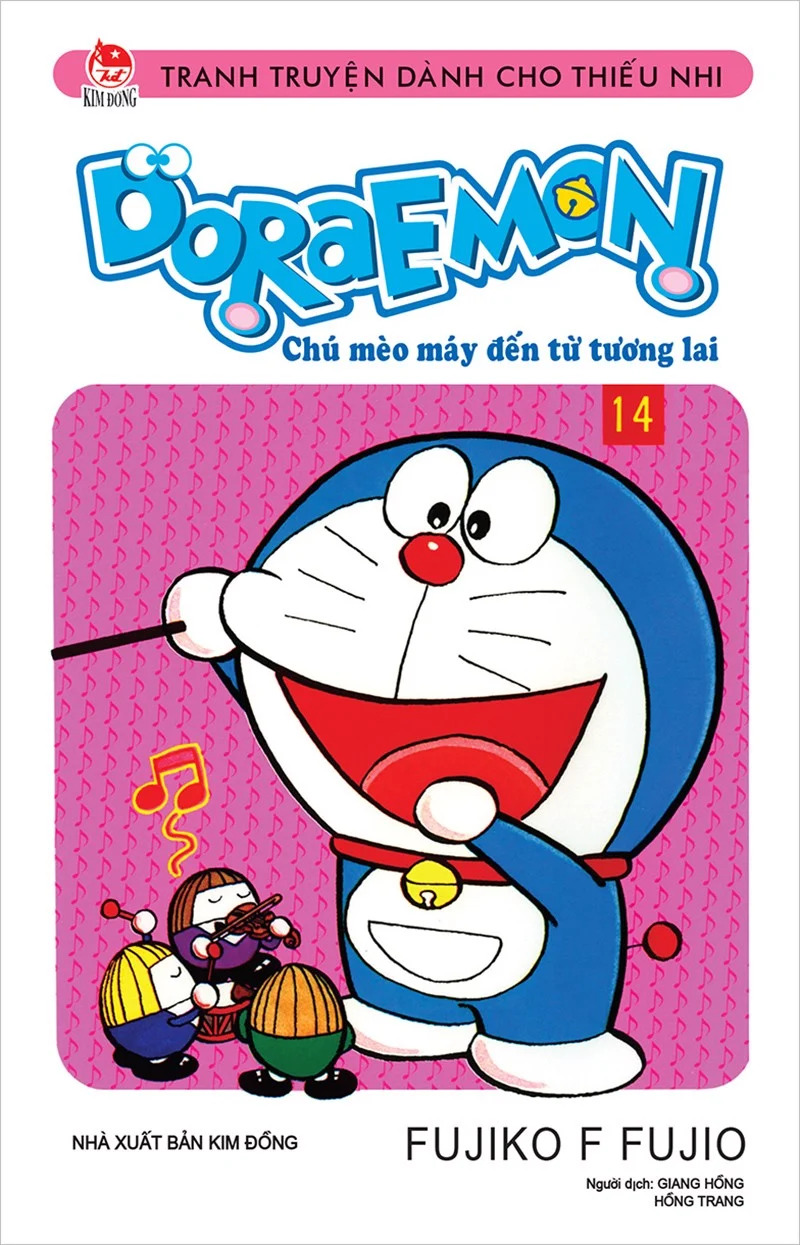 KIM ĐỒNG
TRANH TRUYỆN DÀNH CHO THIẾU NHI
DORAEMON
Chú mèo máy đến từ tương lai
14
NHÀ XUẤT BẢN KIM ĐỒNG
FUJIKO F FUJIO
Người dịch: GIANG HỒNG
HỒNG TRANG